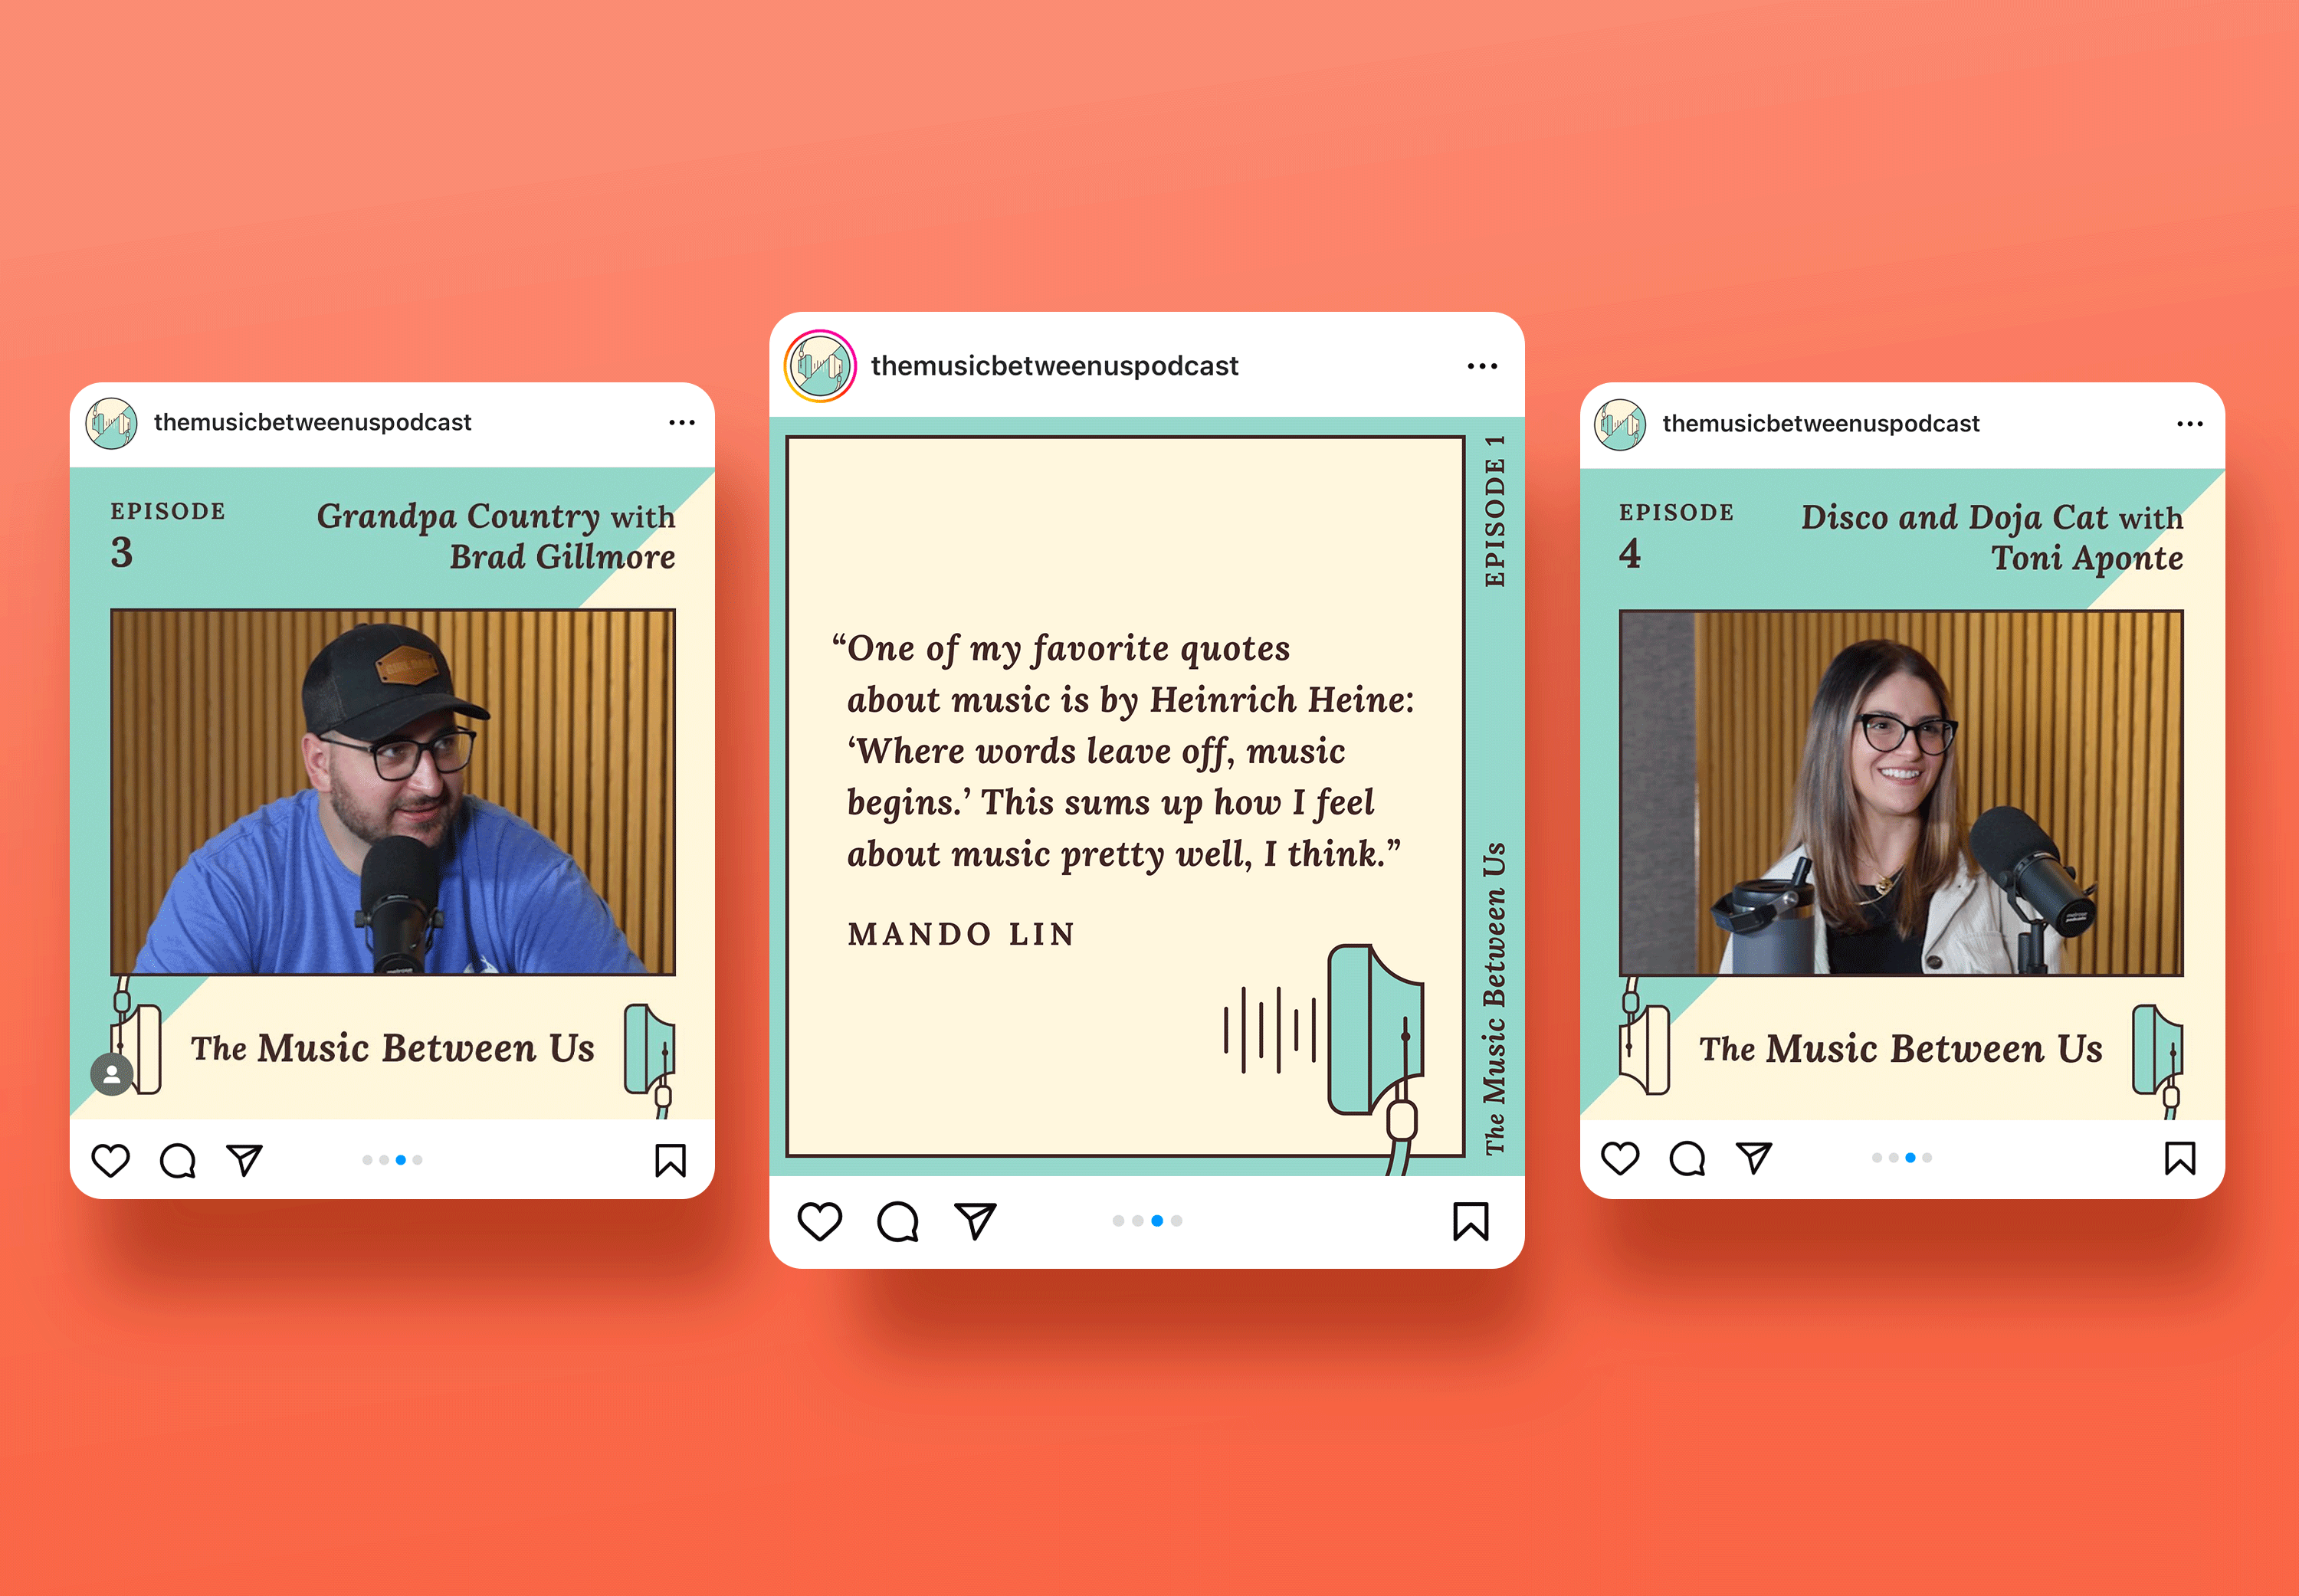 themusicbetweenuspodcast
EPISODE
3
Grandpa Country with
Brad Gillmore
The Music Between Us
themusicbetweenuspodcast
“One of my favorite quotes
about music is by Heinrich Heine:
‘Where words leave off, music
begins.’ This sums up how I feel
about music pretty well, I think.”
MANDO LIN
EPISODE 1
The Music Between Us
themusicbetweenuspodcast
EPISODE
4
Disco and Doja Cat with
Toni Aponte
The Music Between Us